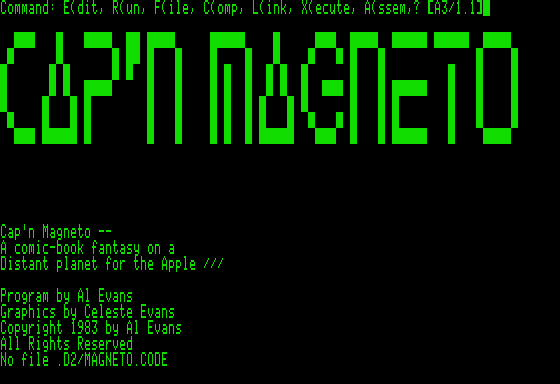 Command: E(dit, R(un, F(ile, C(omp, L(ink, X(ecute, A(ssem,? [A3/1.1]
CAP'N MAGNETO
Cap'n Magneto --
A comic-book fantasy on a
Distant planet for the Apple ///
Program by Al Evans
Graphics by Celeste Evans
Copyright 1983 by Al Evans
All Rights Reserved
No file .D2/MAGNETO.CODE